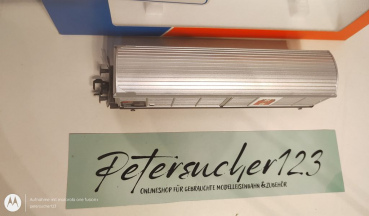 Petersucher123
ONLINESHOP FÜR GEBRAUCHTE MODELLEISENBAHN & ZUBEHÖR